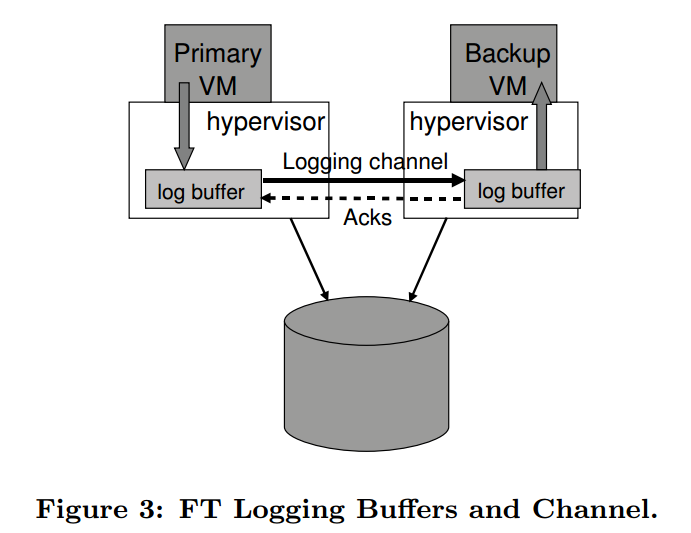 Primary
VM
Backup
VM
hypervisor
hypervisor
Logging channel
log buffer
log buffer
Acks
Figure 3: FT Logging Buffers and Channel.